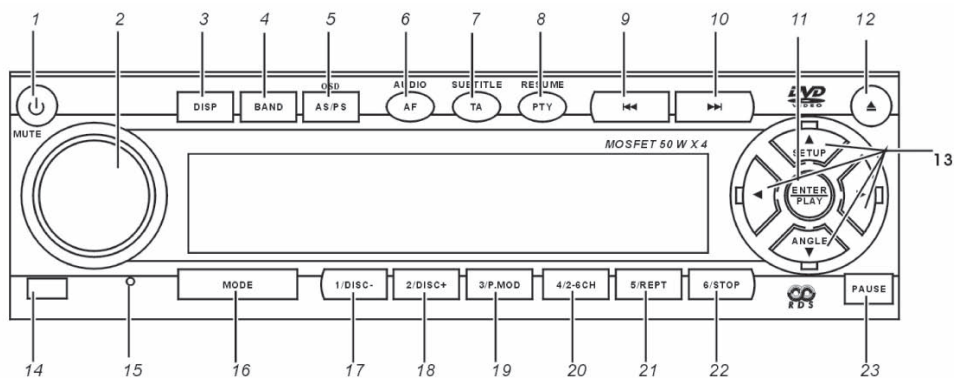 1 2 3 4 5 6 7 8 9 10 11 12
OSD AUDIO SUBTITLE RESUME
DISP BAND AS/PS AF TA PTY
DVD
VIDEO
MUTE
MOSFET 50 W X 4
SETUP
13
ENTER
PLAY
ANGLE
MODE 1/DISC- 2/DISC+ 3/P.MOD 4/2-6CH 5/REPT 6/STOP
RDS
PAUSE
14 15 16 17 18 19 20 21 22 23